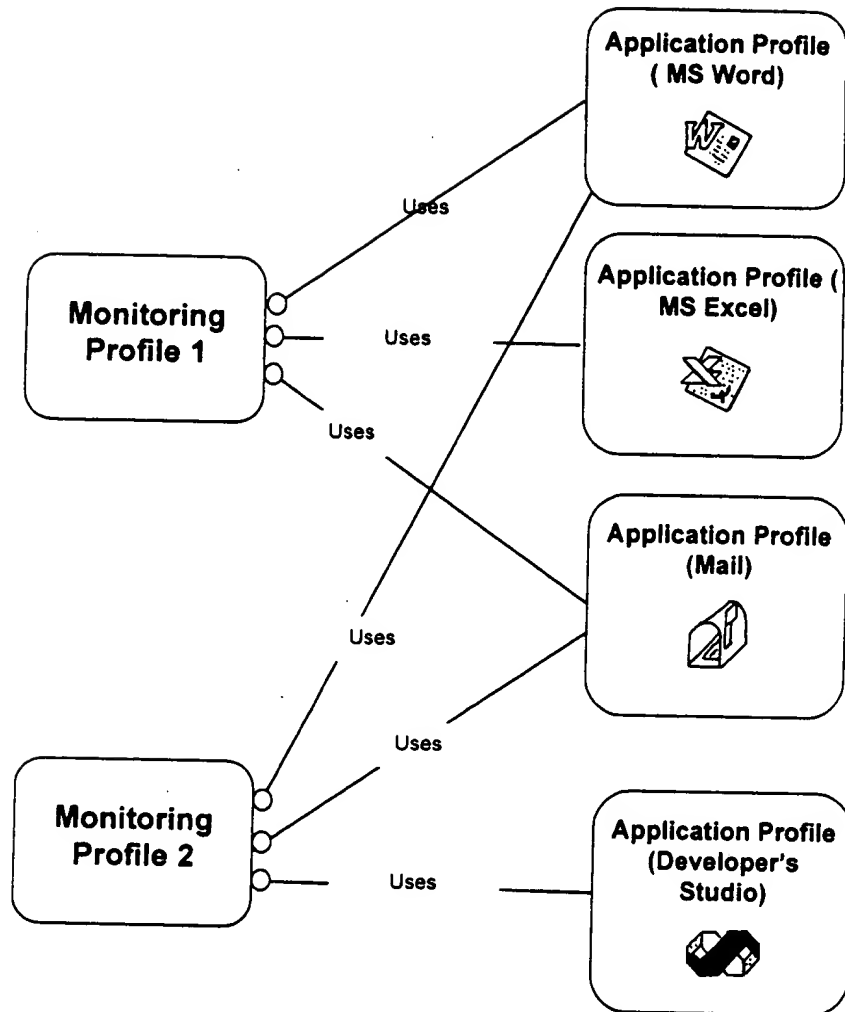 Application Profile
( MS Word)
W
Uses
Application Profile (
MS Excel)
Monitoring
Profile 1
Uses
Uses
Application Profile
(Mail)
Uses
Uses
Monitoring
Profile 2
Application Profile
(Developer's
Studio)
Uses